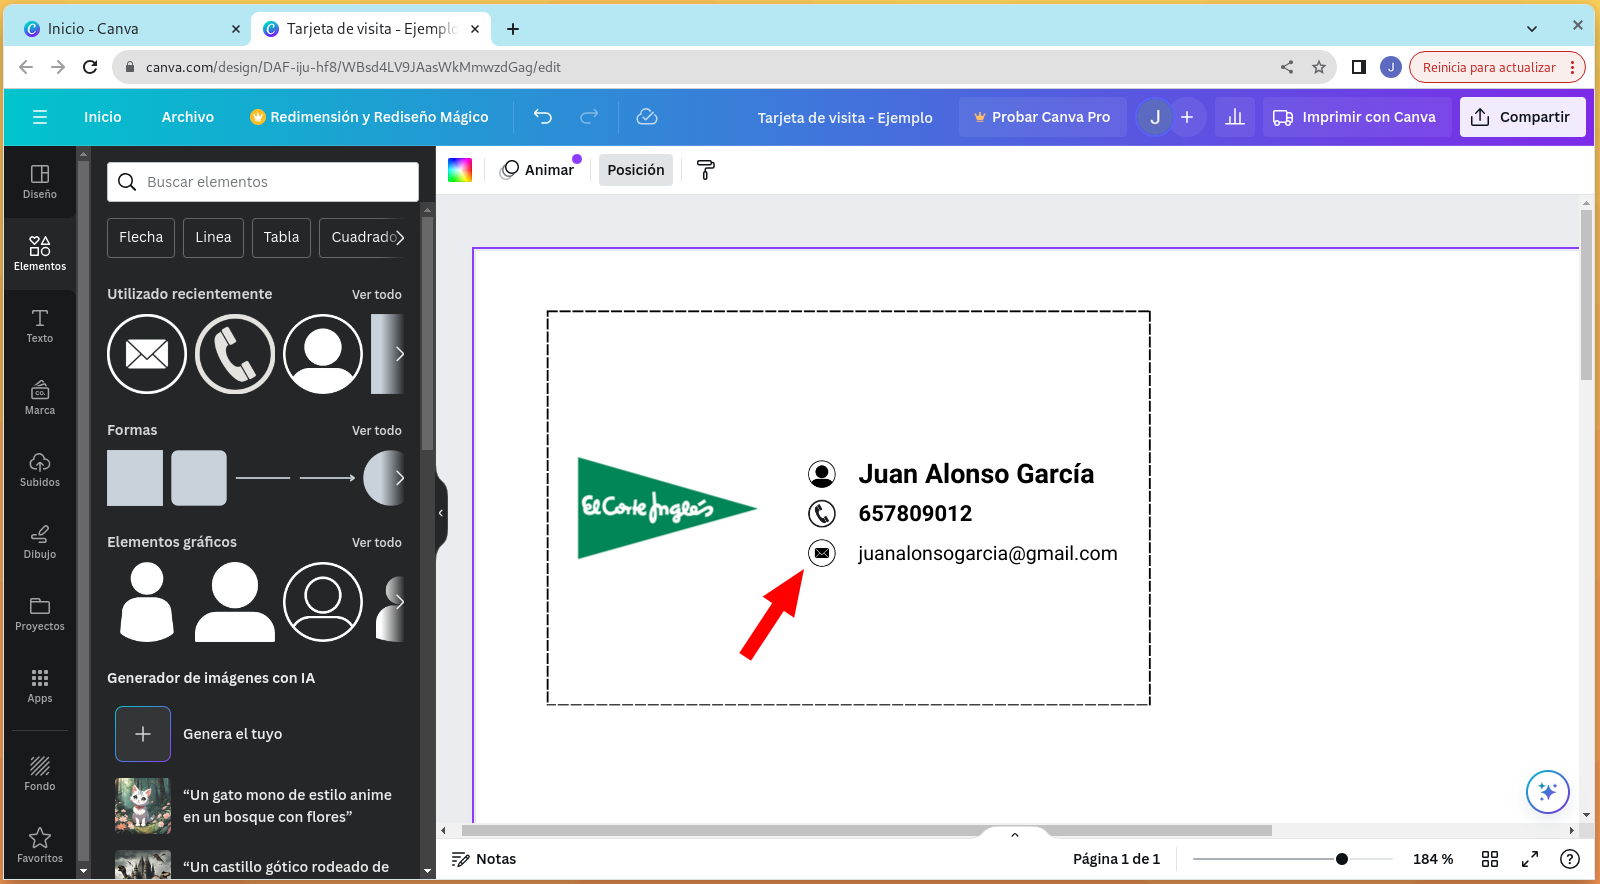 Inicio - Canva
Tarjeta de visita - Ejemplo
canva.com/design/DAF-iju-hf8/WBsd4LV9JAasWkMmwzdGag/edit
J
Reinicia para actualizar
Inicio
Archivo
Redimensión y Rediseño Mágico
Tarjeta de visita - Ejemplo
Probar Canva Pro
J
Imprimir con Canva
Compartir
Diseño
Elementos
Texto
CO.
Marca
Subidos
Dibujo
Proyectos
Apps
Fondo
Favoritos
Buscar elementos
Flecha
Linea
Tabla
Cuadrado
Utilizado recientemente
Ver todo
Formas
Ver todo
Elementos gráficos
Ver todo
Generador de imágenes con IA
Genera el tuyo
“Un gato mono de estilo anime
en un bosque con flores”
“Un castillo gótico rodeado de
Animar
Posición
El Corte Inglés
Juan Alonso García
657809012
juanalonsogarcia@gmail.com
Notas
Página 1 de 1
184 %